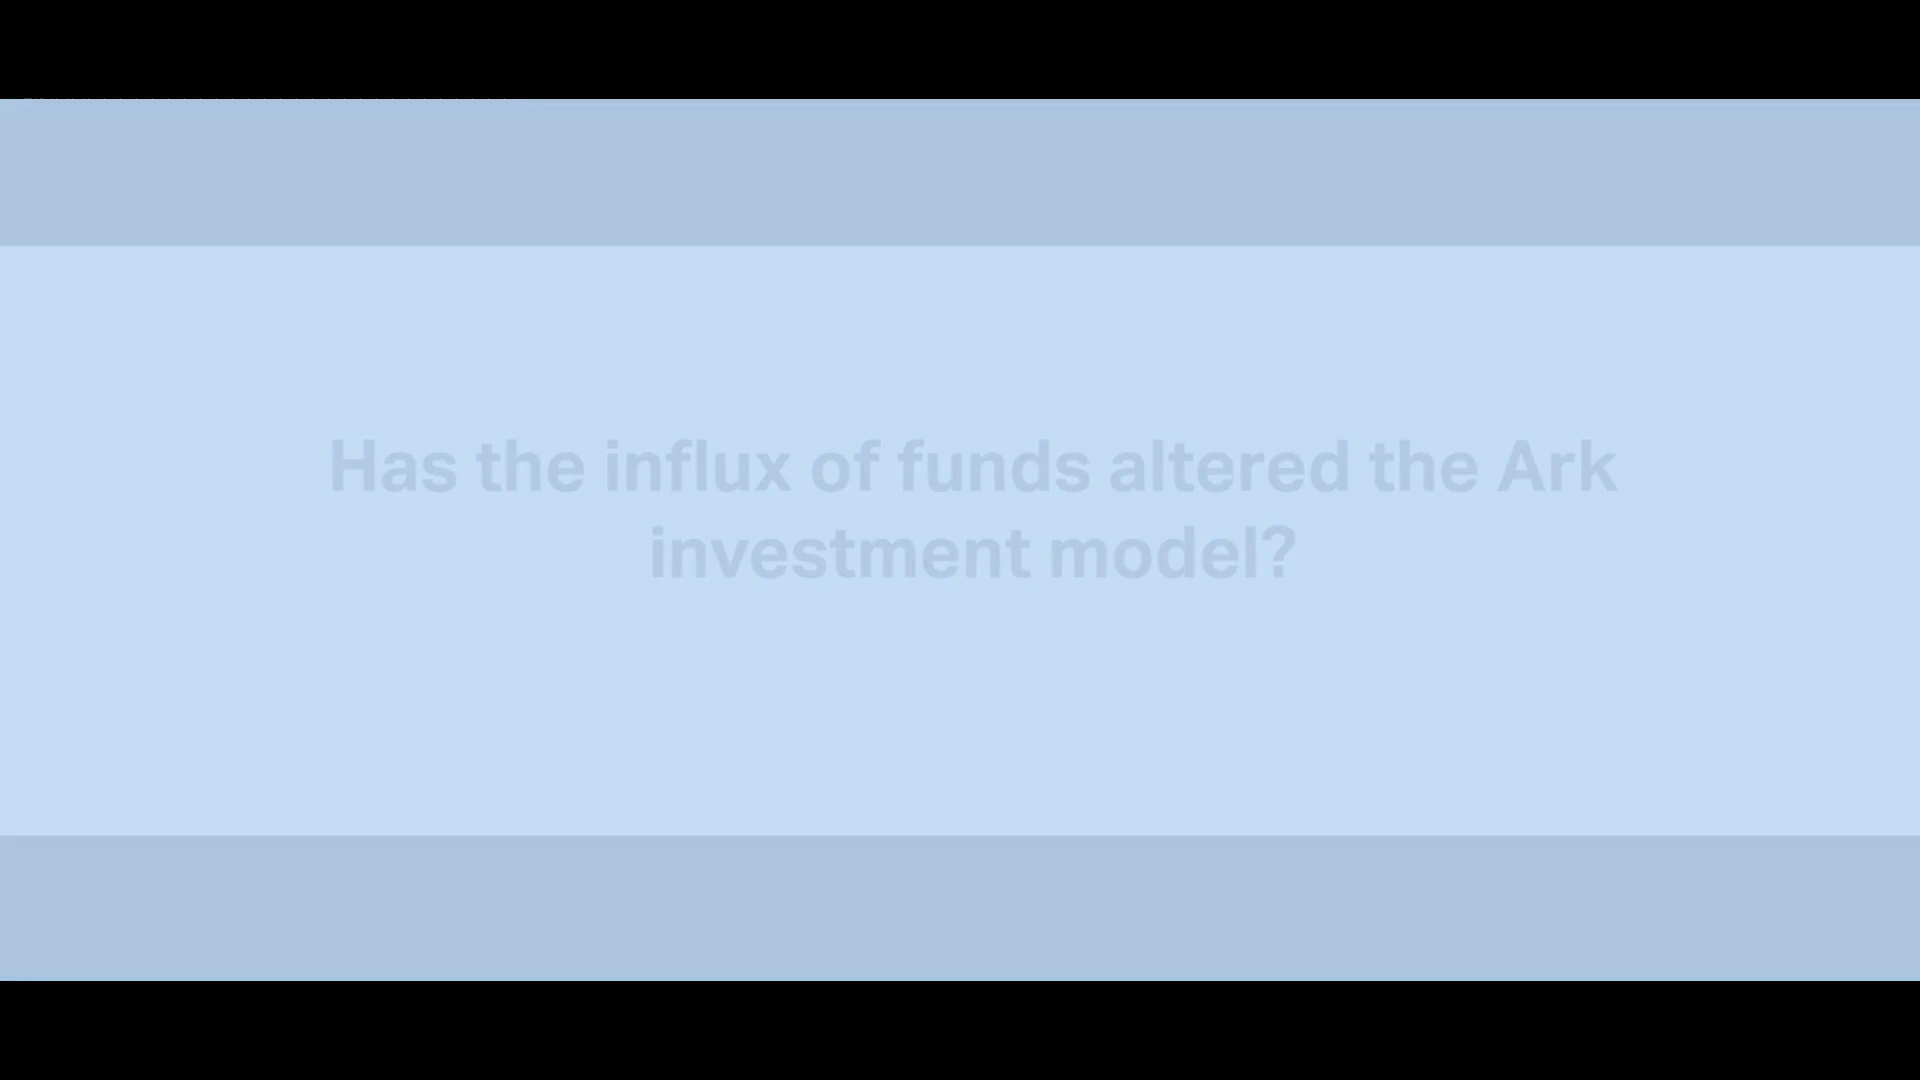 Has the influx of funds altered the Ark
investment model?